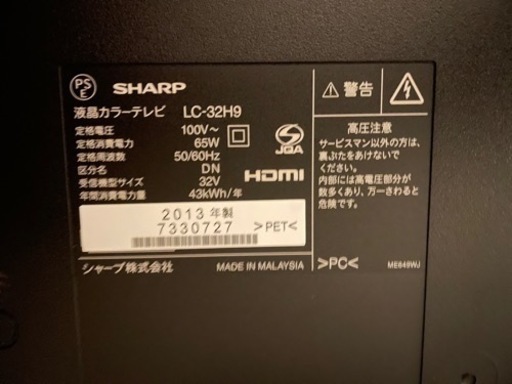 PS
E
SHARP
液晶カラーテレビ LC-32H9
定格電圧 100V～
定格消費電力 65W
定格周波数 50/60Hz
区分名 DN
受信機型サイズ 32V
年間消費電力量 43kWh/年
JQA
HDMI
2013 年製
7330727
>PET<
シャープ株式会社
MADE IN MALAYSIA
警告
高圧注意
サービスマン以外の方は、
裏ぶたをあけないで
ください。
内部には高電圧部分が
数多くあり、万一さわると
危険です。
>PC<
ME849WJ